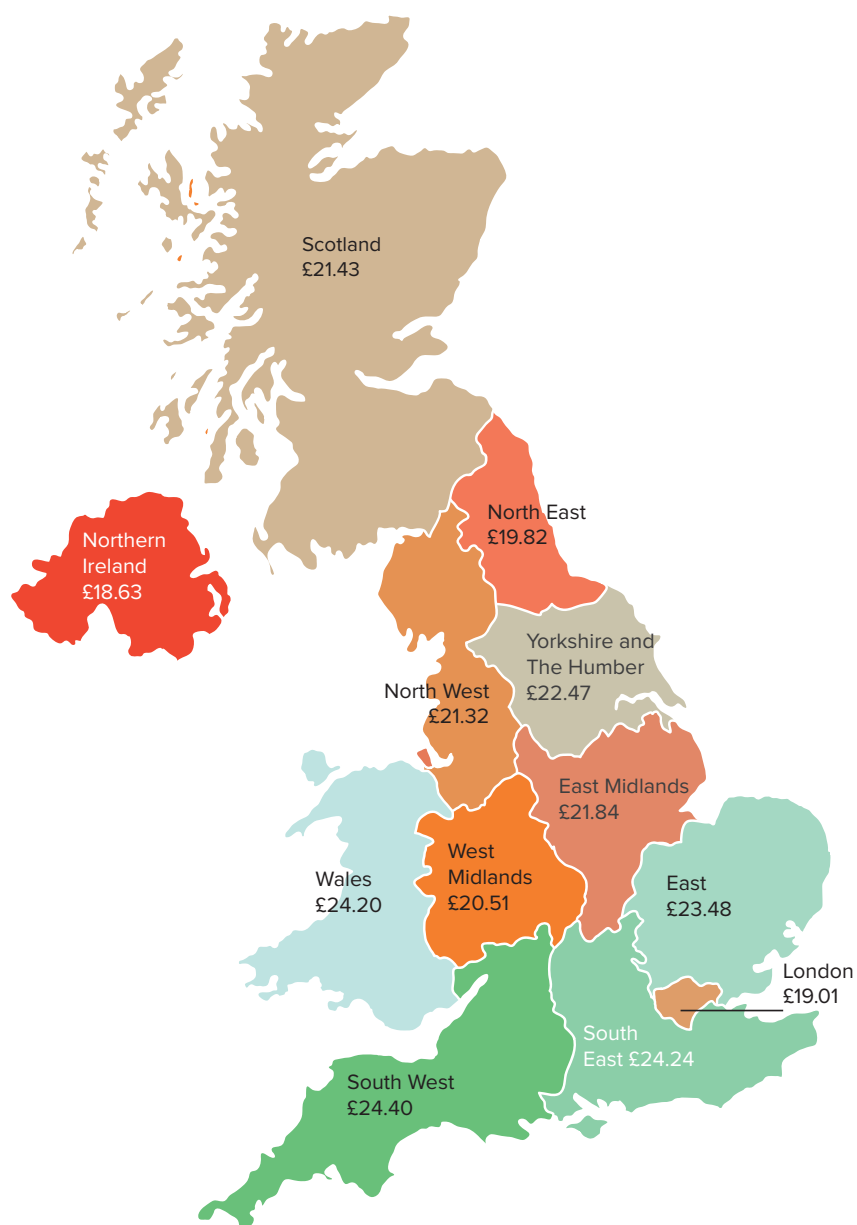 Scotland
£21.43
North East
£19.82
Northern
Ireland
£18.63
Yorkshire and
The Humber
£22.47
North West
£21.32
East Midlands
£21.84
West
Midlands
£20.51
Wales
£24.20
East
£23.48
London
£19.01
South
East £24.24
South West
£24.40